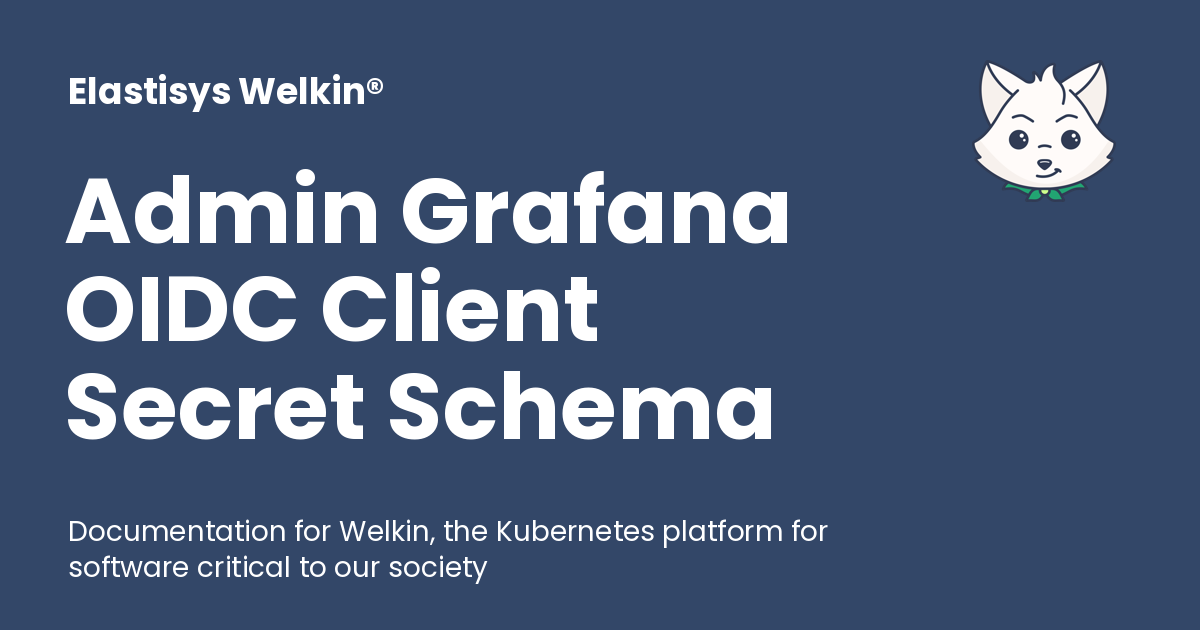 Elastisys Welkin®
Admin Grafana
OIDC Client
Secret Schema
Documentation for Welkin, the Kubernetes platform for
software critical to our society